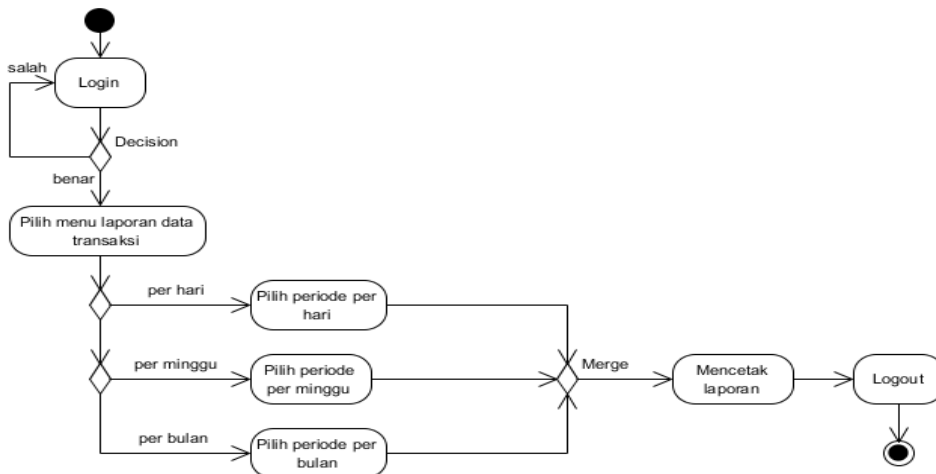 salah
Login
Decision
benar
Pilih menu laporan data
transaksi
per hari
Pilih periode per
hari
per minggu
Pilih periode
per minggu
Merge
Mencetak
laporan
Logout
per bulan
Pilih periode per
bulan